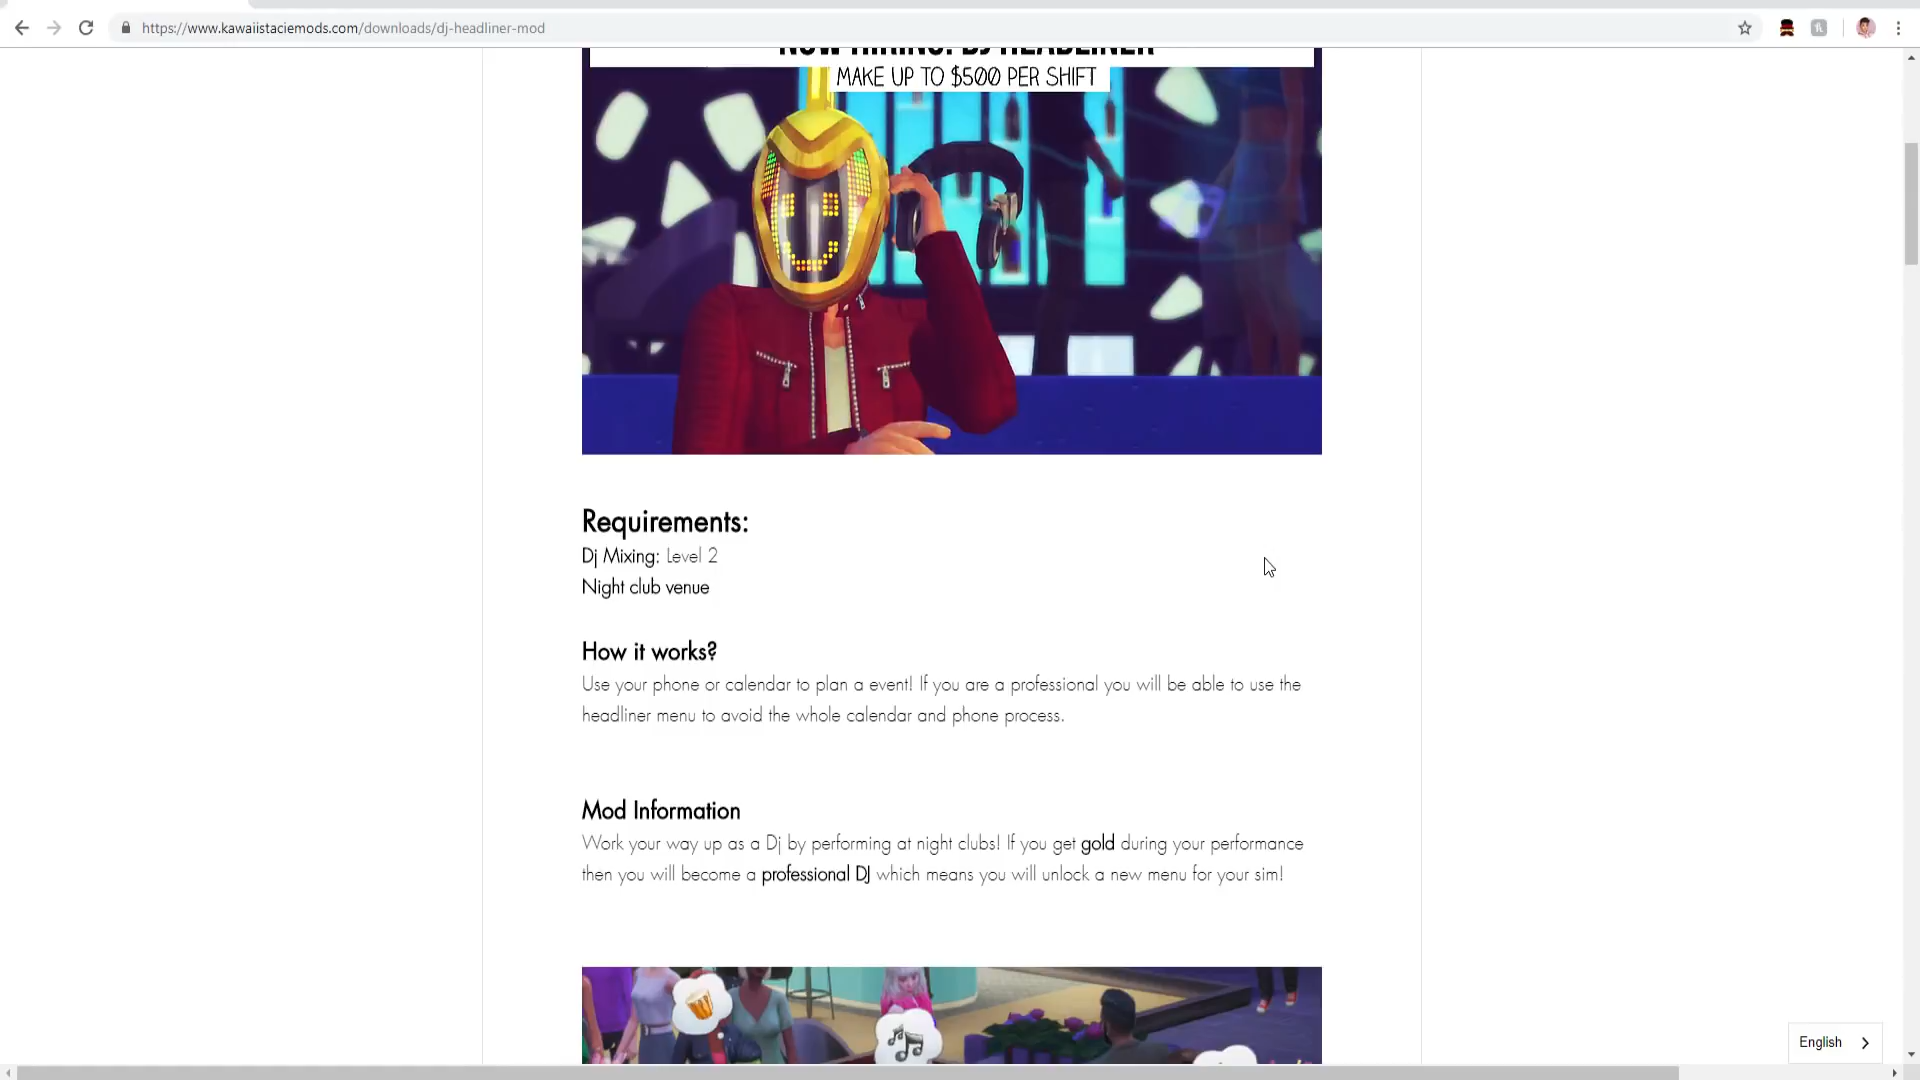 https://www.kawaiistaciemods.com/downloads/dj-headliner-mod
NOW HIRING: DJ HEADLINER
MAKE UP TO $500 PER SHIFT
Requirements:
Dj Mixing: Level 2
Night club venue
How it works?
Use your phone or calendar to plan a event! If you are a professional you will be able to use the
headliner menu to avoid the whole calendar and phone process.
Mod Information
Work your way up as a Dj by performing at night clubs! If you get gold during your performance
then you will become a professional DJ which means you will unlock a new menu for your sim!
English